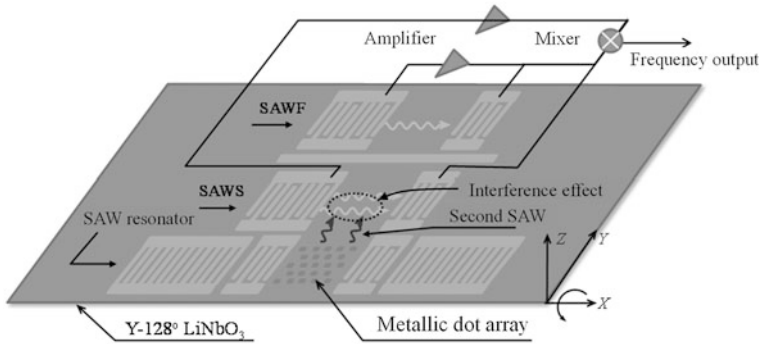 Amplifier
Mixer
Frequency output
SAWF
Interference effect
SAWS
Second SAW
SAW resonator
Z
Y
X
Y-128° LiNbO3
Metallic dot array